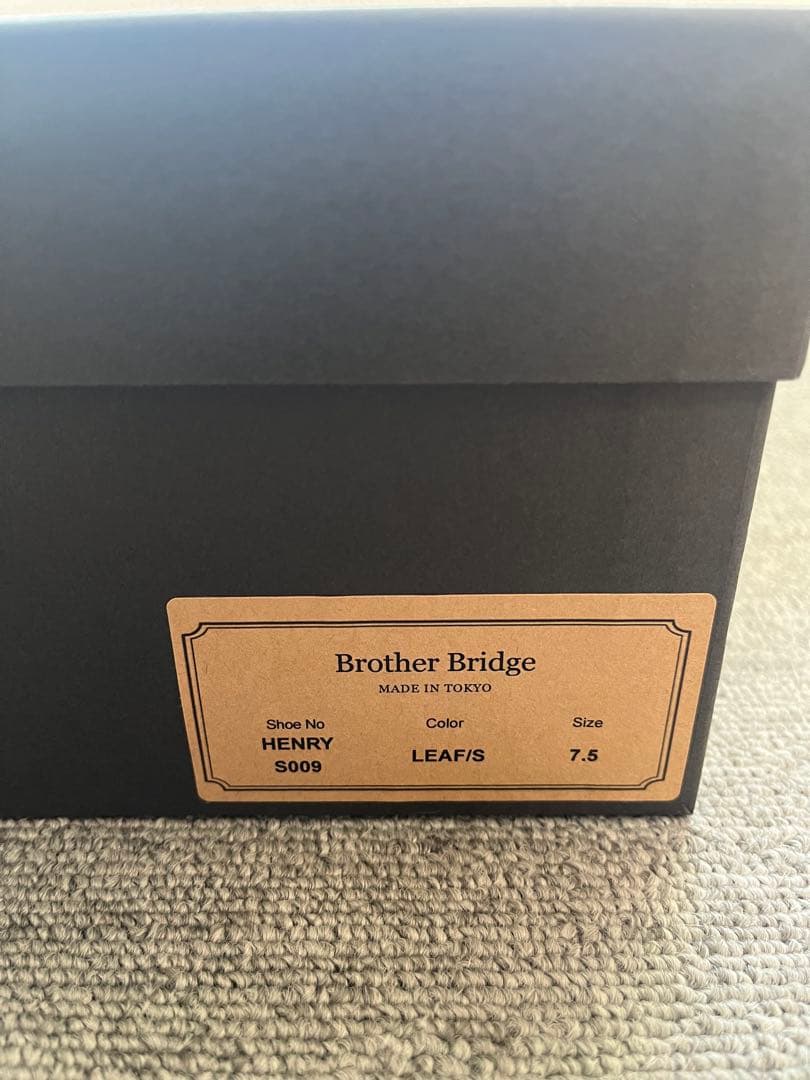 Brother Bridge
MADE IN TOKYO
Shoe No Color Size
HENRY
S009 LEAF/S 7.5